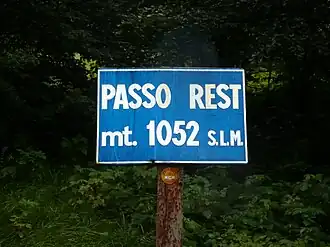 PASSO REST
mt. 1052 S.L.M.